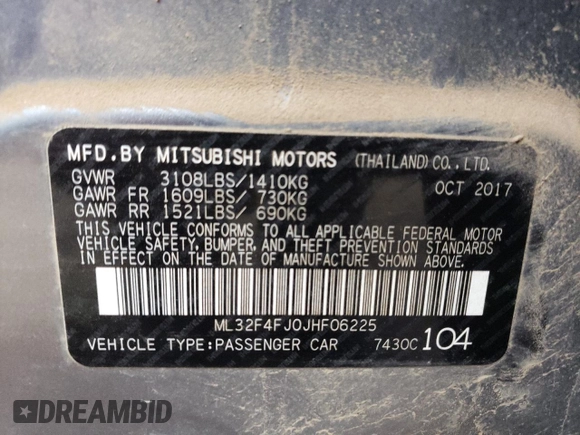 MFD. BY MITSUBISHI MOTORS (THAILAND) CO., LTD.
GVWR 3108LBS/1410KG OCT 2017
GAWR FR 1609LBS/ 730KG
GAWR RR 1521LBS/ 690KG
THIS VEHICLE CONFORMS TO ALL APPLICABLE FEDERAL MOTOR
VEHICLE SAFETY, BUMPER, AND THEFT PREVENTION STANDARDS
IN EFFECT ON THE DATE OF MANUFACTURE SHOWN ABOVE.
ML32F4FJ0JHF06225
VEHICLE TYPE:PASSENGER CAR 7430C 104
DREAMBID